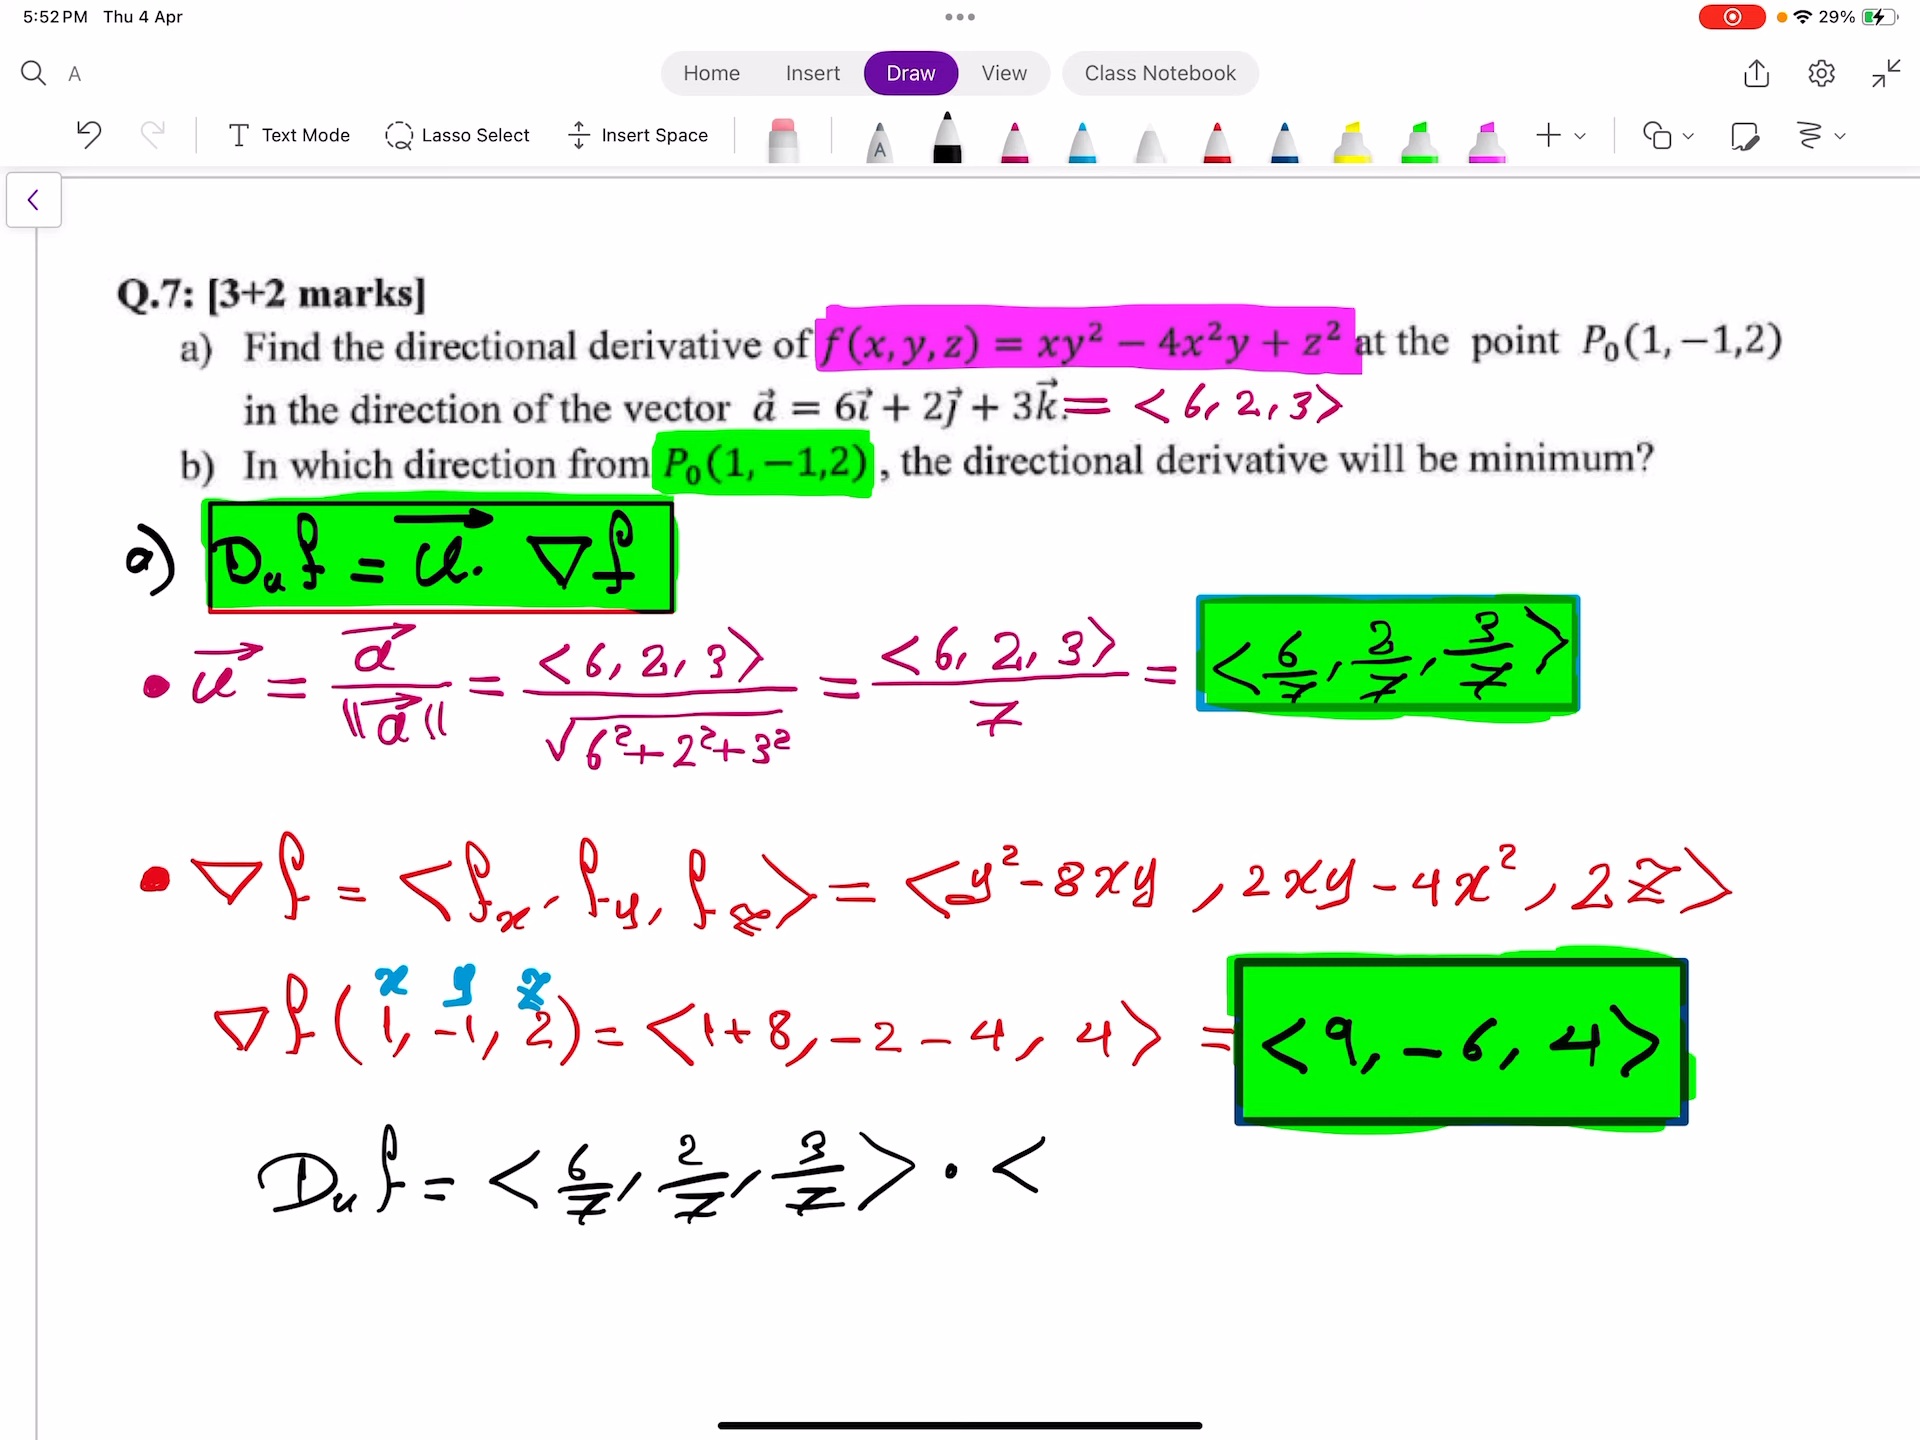 5:52 PM Thu 4 Apr
29%
A
Home Insert Draw View Class Notebook
T Text Mode Lasso Select Insert Space A
Q.7: [3+2 marks]
a) Find the directional derivative of f(x, y, z) = xy² − 4x²y + z² at the point P₀(1, −1,2)
in the direction of the vector a⃗ = 6i⃗ + 2j⃗ + 3k⃗. = <6, 2, 3>
b) In which direction from P₀(1, −1,2) , the directional derivative will be minimum?
a) Dᵤf = u⃗. ∇f
• u⃗ = a⃗ / ||a⃗|| = <6, 2, 3> / √6²+2²+3² = <6, 2, 3> / 7 = <6/7, 2/7, 3/7>
• ∇f = <fx, fy, fz> = <y²-8xy, 2xy-4x², 2z>
x y z
∇f(1, -1, 2) = <1+8, -2-4, 4> = <9, -6, 4>
Dᵤf = <6/7, 2/7, 3/7> · <